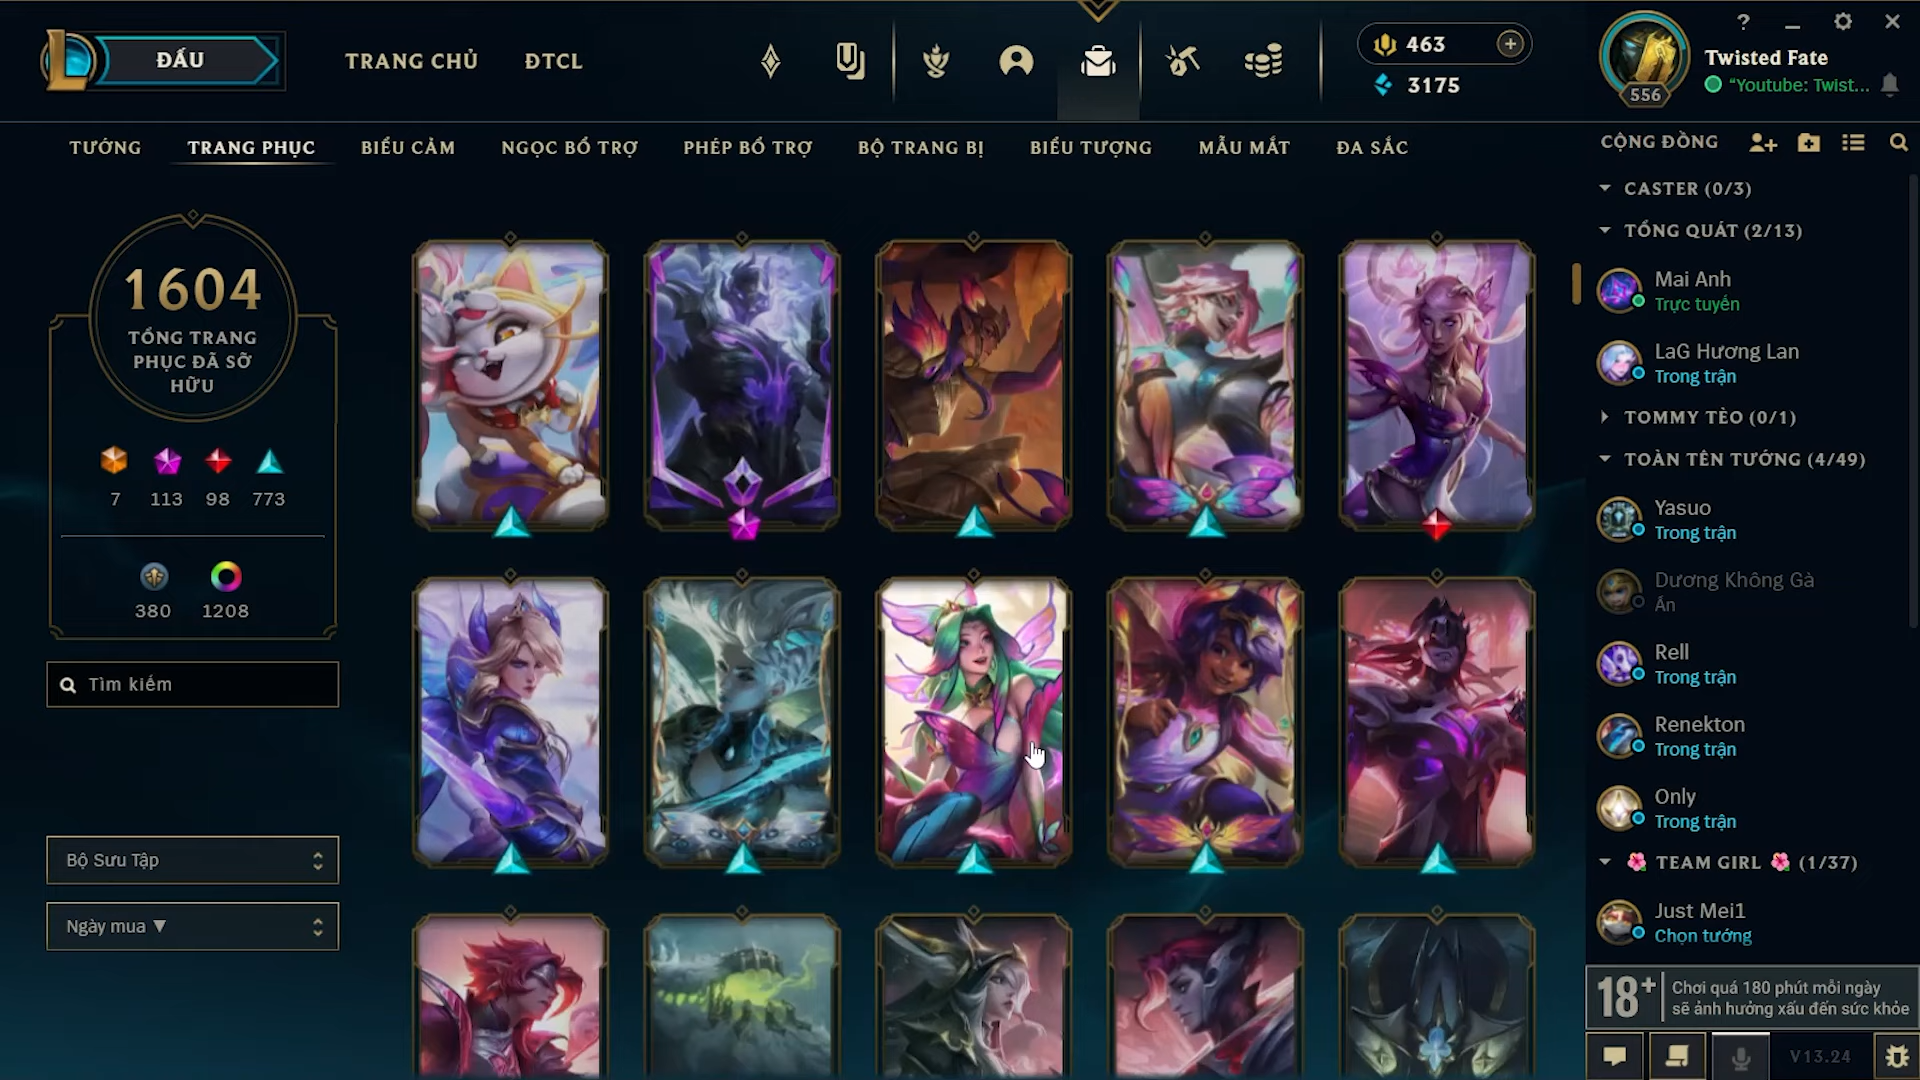 ĐẤU
TRANG CHỦ
ĐTCL
463
3175
556
Twisted Fate
“Youtube: Twist...
TƯỚNG
TRANG PHỤC
BIỂU CẢM
NGỌC BỔ TRỢ
PHÉP BỔ TRỢ
BỘ TRANG BỊ
BIỂU TƯỢNG
MẪU MẮT
ĐA SẮC
1604
TỔNG TRANG
PHỤC ĐÃ SỞ
HỮU
7
113
98
773
380
1208
Tìm kiếm
Bộ Sưu Tập
Ngày mua ▼
CỘNG ĐỒNG
CASTER (0/3)
TỔNG QUÁT (2/13)
Mai Anh
Trực tuyến
LaG Hương Lan
Trong trận
TOMMY TÈO (0/1)
TOÀN TÊN TƯỚNG (4/49)
Yasuo
Trong trận
Dương Không Gà
Ẩn
Rell
Trong trận
Renekton
Trong trận
Only
Trong trận
🌺 TEAM GIRL 🌺 (1/37)
Just Mei1
Chọn tướng
18+
Chơi quá 180 phút mỗi ngày
sẽ ảnh hưởng xấu đến sức khỏe
V13.24